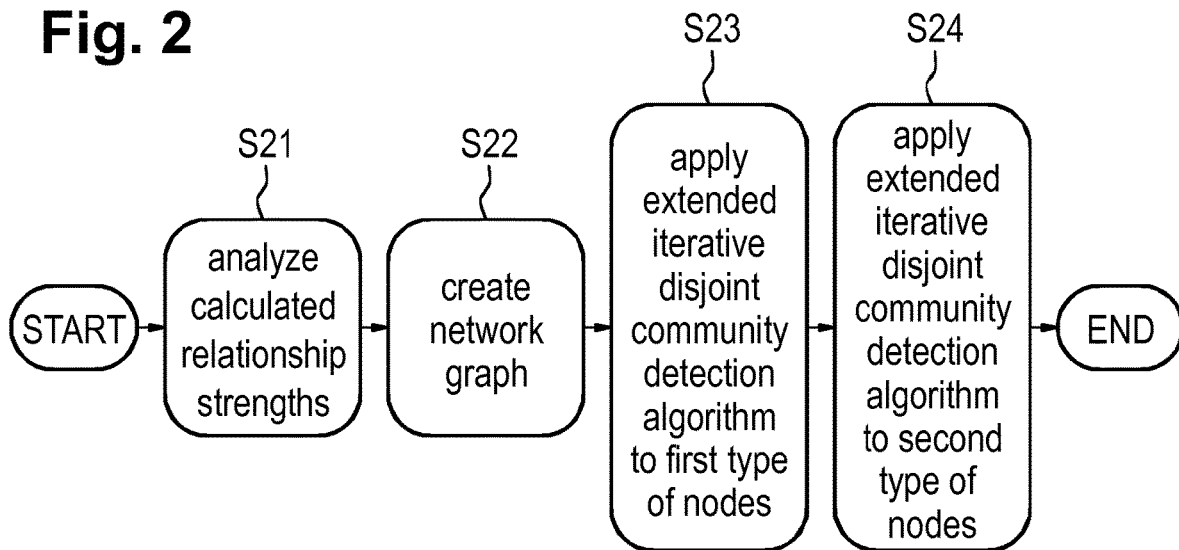 Fig. 2
START
S21
analyze
calculated
relationship
strengths
S22
create
network
graph
S23
apply
extended
iterative
disjoint
community
detection
algorithm
to first type
of nodes
S24
apply
extended
iterative
disjoint
community
detection
algorithm
to second
type of
nodes
END